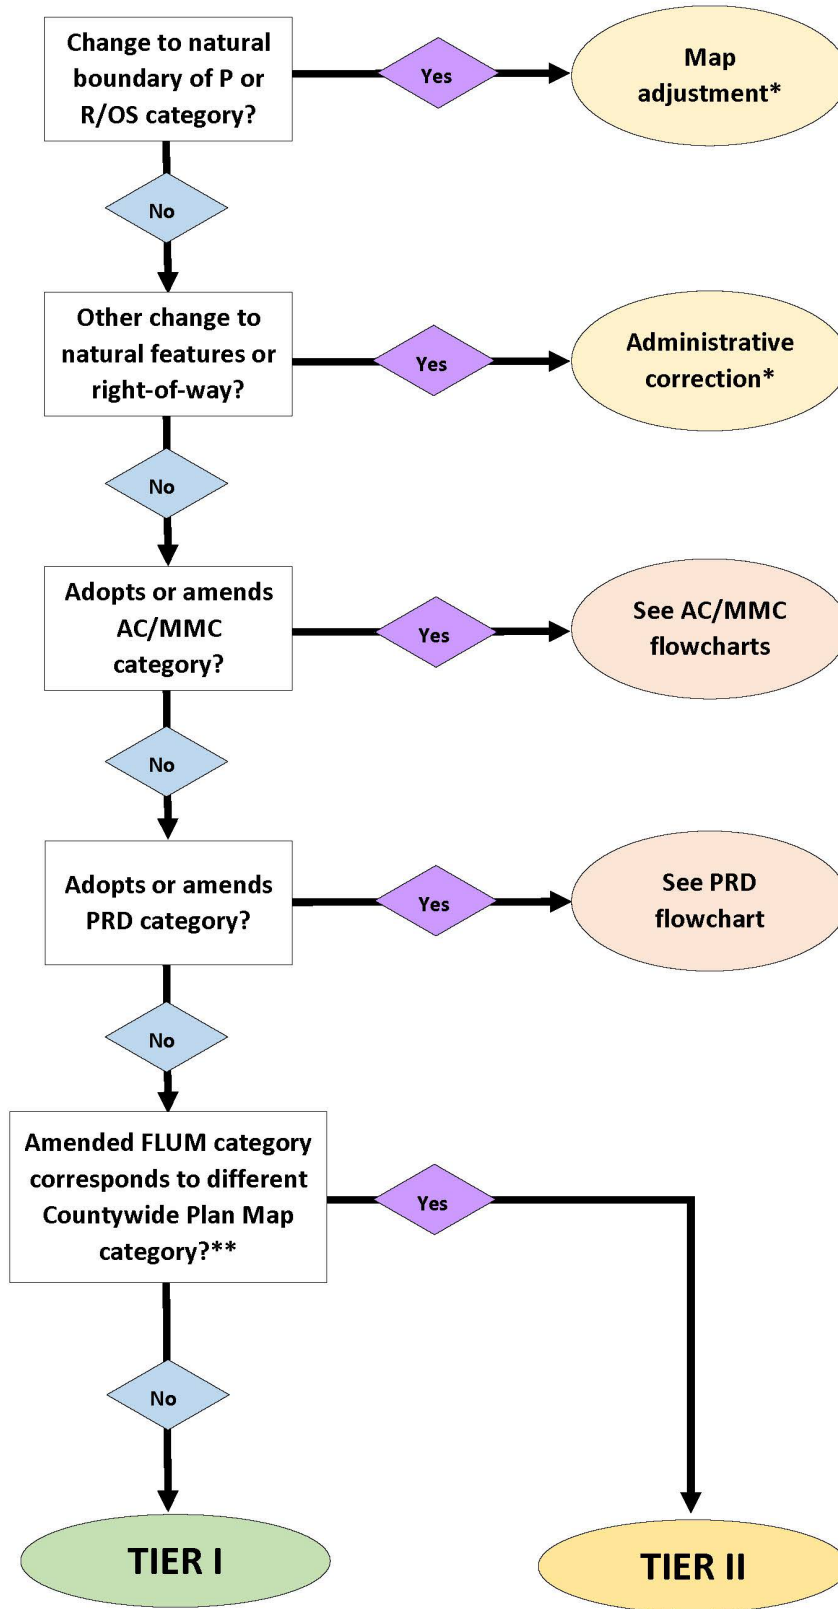 Change to natural
boundary of P or
R/OS category?
Yes
Map
adjustment*
No
Other change to
natural features or
right-of-way?
Yes
Administrative
correction*
No
Adopts or amends
AC/MMC
category?
Yes
See AC/MMC
flowcharts
No
Adopts or amends
PRD category?
Yes
See PRD
flowchart
No
Amended FLUM category
corresponds to different
Countywide Plan Map
category?**
Yes
No
TIER I
TIER II